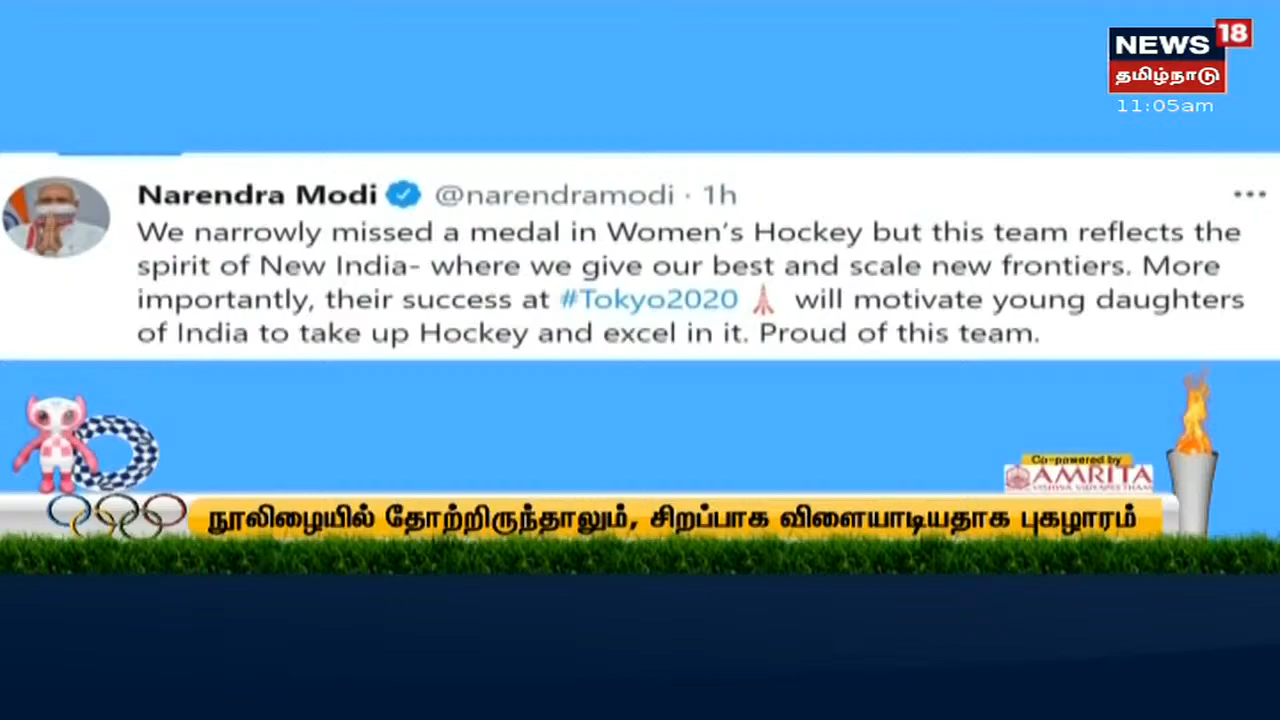 NEWS 18
தமிழ்நாடு
11:05am
Narendra Modi @narendramodi · 1h
We narrowly missed a medal in Women's Hockey but this team reflects the
spirit of New India- where we give our best and scale new frontiers. More
importantly, their success at #Tokyo2020 will motivate young daughters
of India to take up Hockey and excel in it. Proud of this team.
Co-powered by
AMRITA
VISHWA VIDYAPEETHAM
நூலிழையில் தோற்றிருந்தாலும், சிறப்பாக விளையாடியதாக புகழாரம்